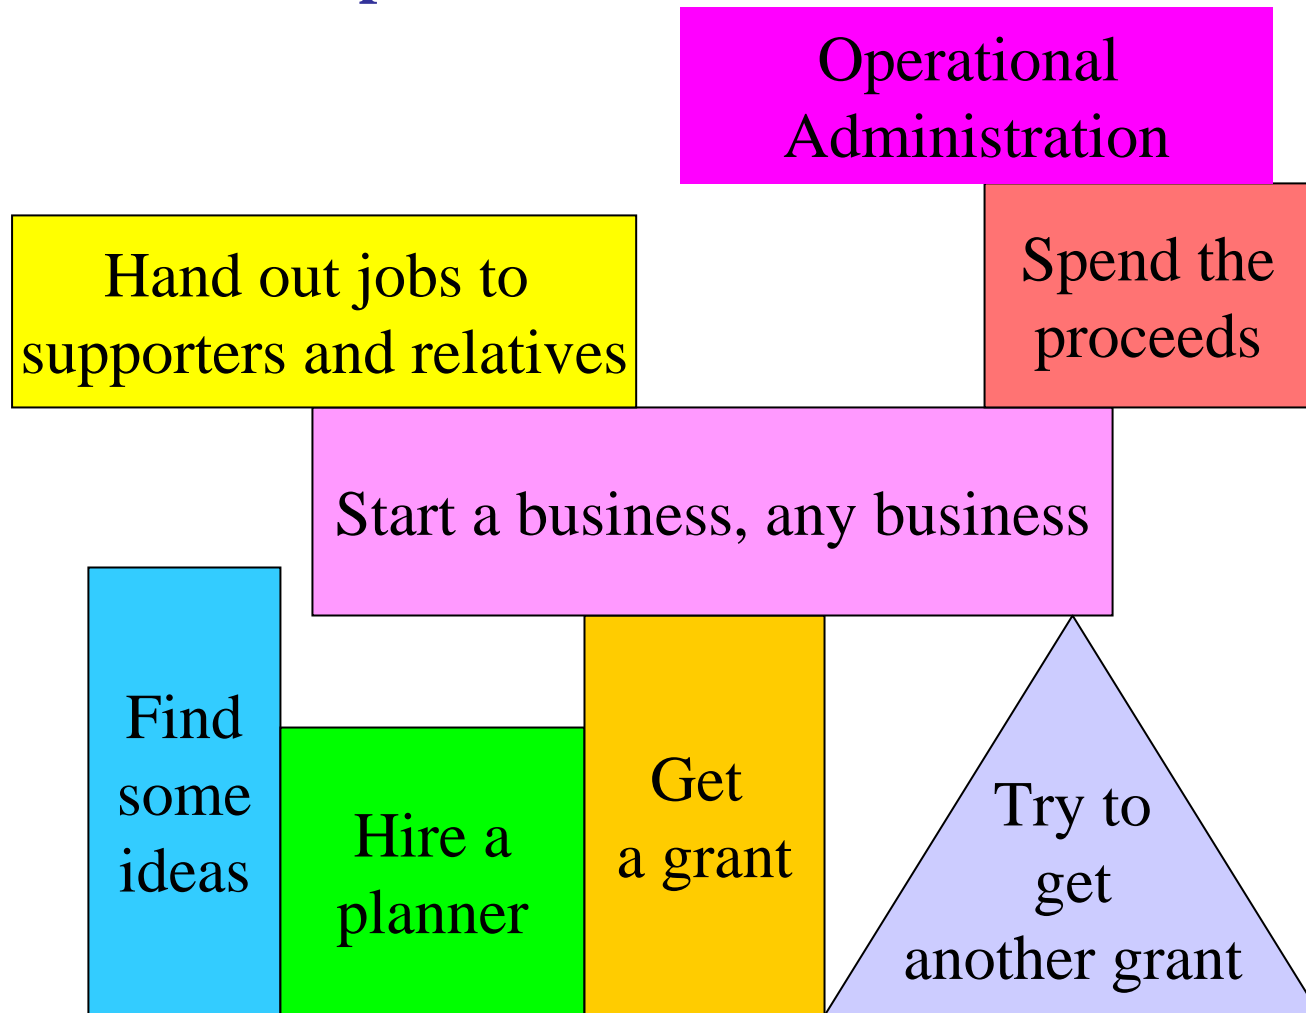 Operational
Administration
Hand out jobs to
supporters and relatives
Spend the
proceeds
Start a business, any business
Find
some
ideas
Hire a
planner
Get
a grant
Try to
get
another grant